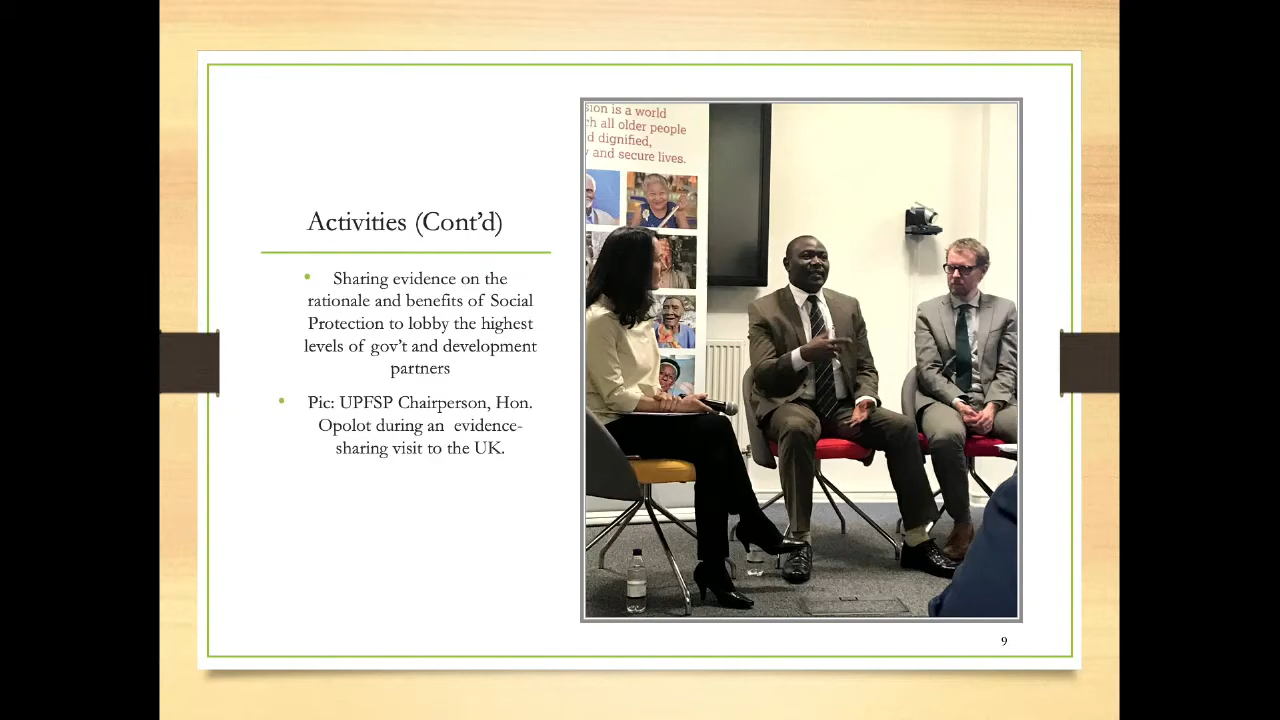 Activities (Cont’d)
• Sharing evidence on the
rationale and benefits of Social
Protection to lobby the highest
levels of gov’t and development
partners
• Pic: UPFSP Chairperson, Hon.
Opolot during an evidence-
sharing visit to the UK.
is a world
all older people
dignified,
and secure lives.
9